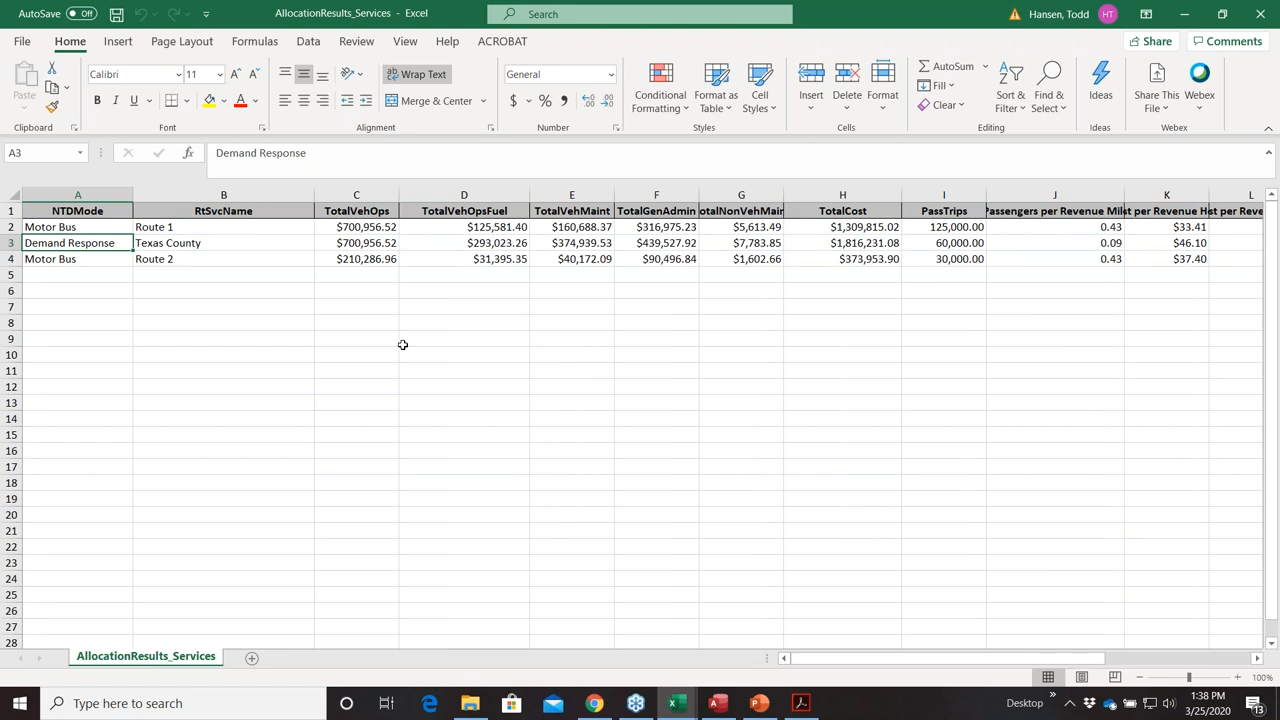 AutoSave Off AllocationResults_Services - Excel Search Hansen, Todd HT
File Home Insert Page Layout Formulas Data Review View Help ACROBAT Share Comments
Paste Calibri 11 Wrap Text General Conditional Formatting Format as Table Cell Styles Insert Delete Format AutoSum Fill Clear Sort & Filter Find & Select Ideas Share This File Webex
B I U A Merge & Center $ % ,
Clipboard Font Alignment Number Styles Cells Editing Ideas Webex
A3 fx Demand Response
A B C D E F G H I J K L
1 NTDMode RtSvcName TotalVehOps TotalVehOpsFuel TotalVehMaint TotalGenAdmin otalNonVehMain TotalCost PassTrips Passengers per Revenue Mil st per Revenue H st per Reve
2 Motor Bus Route 1 $700,956.52 $125,581.40 $160,688.37 $316,975.23 $5,613.49 $1,309,815.02 125,000.00 0.43 $33.41
3 Demand Response Texas County $700,956.52 $293,023.26 $374,939.53 $439,527.92 $7,783.85 $1,816,231.08 60,000.00 0.09 $46.10
4 Motor Bus Route 2 $210,286.96 $31,395.35 $40,172.09 $90,496.84 $1,602.66 $373,953.90 30,000.00 0.43 $37.40
5
6
7
8
9
10
11
12
13
14
15
16
17
18
19
20
21
22
23
24
25
26
27
28
AllocationResults_Services
100%
Type here to search Desktop 1:38 PM
3/25/2020